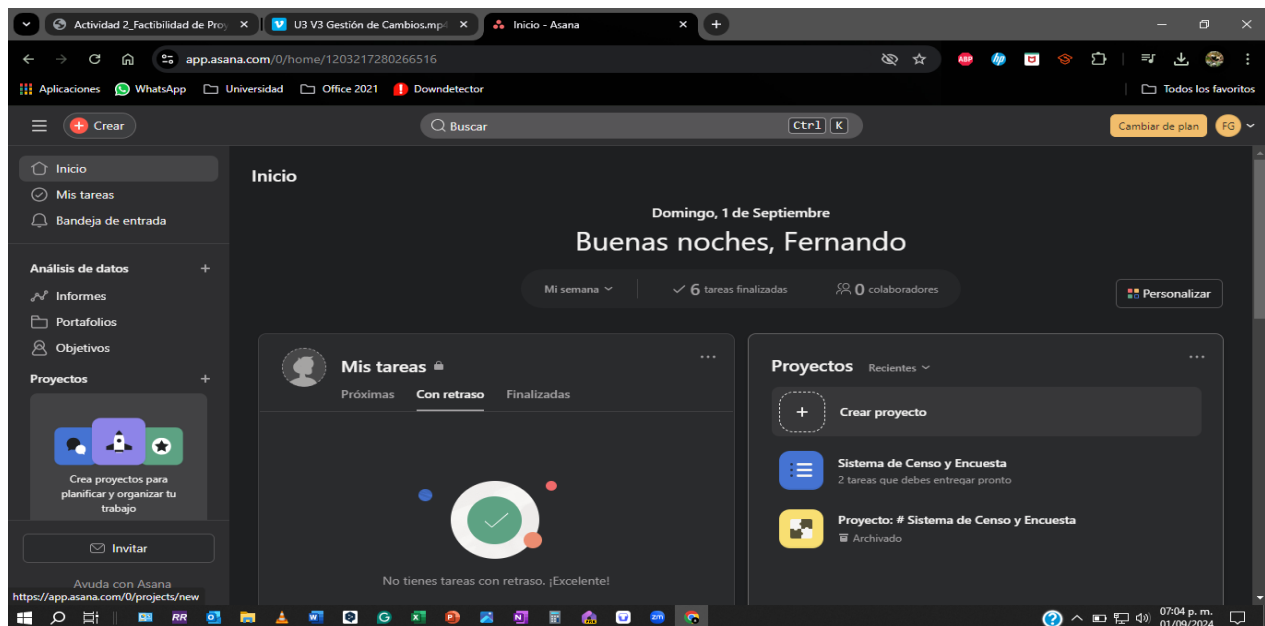 Actividad 2_Factibilidad de Proy
U3 V3 Gestión de Cambios.mp4
Inicio - Asana
app.asana.com/0/home/1203217280266516
ABP
hp
Aplicaciones
WhatsApp
Universidad
Office 2021
Downdetector
Todos los favoritos
Crear
Buscar
Ctrl K
Cambiar de plan
FG
Inicio
Mis tareas
Bandeja de entrada
Análisis de datos
Informes
Portafolios
Objetivos
Proyectos
Crea proyectos para
planificar y organizar tu
trabajo
Invitar
Ayuda con Asana
https://app.asana.com/0/projects/new
Inicio
Domingo, 1 de Septiembre
Buenas noches, Fernando
Mi semana
6 tareas finalizadas
0 colaboradores
Personalizar
Mis tareas
Próximas
Con retraso
Finalizadas
No tienes tareas con retraso. ¡Excelente!
Proyectos
Recientes
Crear proyecto
Sistema de Censo y Encuesta
2 tareas que debes entregar pronto
Proyecto: # Sistema de Censo y Encuesta
Archivado
RR
zm
07:04 p. m.
01/09/2024